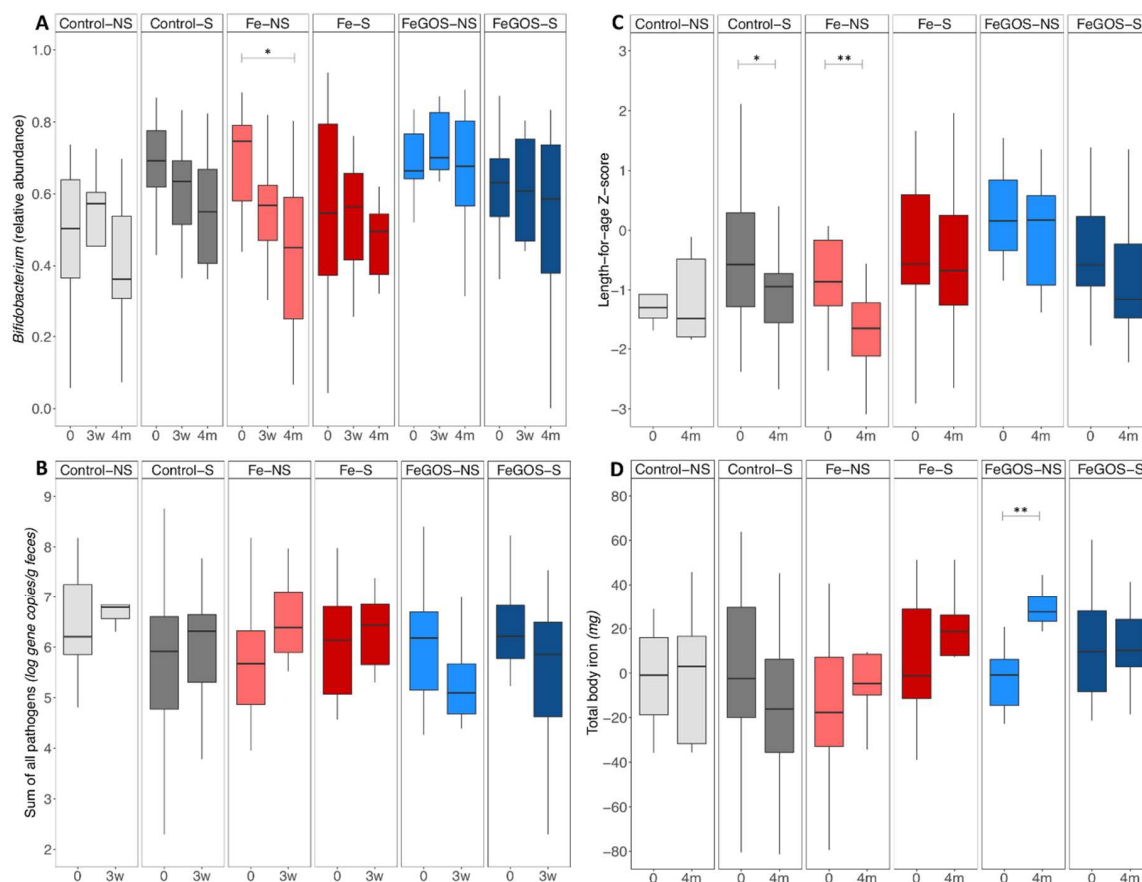 A
Control–NS Control–S Fe–NS Fe–S FeGOS–NS FeGOS–S
Bifidobacterium (relative abundance)
1.0
0.8
0.6
0.4
0.2
0.0
*
0 3w 4m 0 3w 4m 0 3w 4m 0 3w 4m 0 3w 4m 0 3w 4m
C
Control–NS Control–S Fe–NS Fe–S FeGOS–NS FeGOS–S
Length–for–age Z–score
3
2
1
0
−1
−2
−3
* **
0 4m 0 4m 0 4m 0 4m 0 4m 0 4m
B
Control–NS Control–S Fe–NS Fe–S FeGOS–NS FeGOS–S
Sum of all pathogens (log gene copies/g feces)
9
8
7
6
5
4
3
2
0 3w 0 3w 0 3w 0 3w 0 3w 0 3w
D
Control–NS Control–S Fe–NS Fe–S FeGOS–NS FeGOS–S
Total body iron (mg)
80
60
40
20
0
−20
−40
−60
−80
**
0 4m 0 4m 0 4m 0 4m 0 4m 0 4m